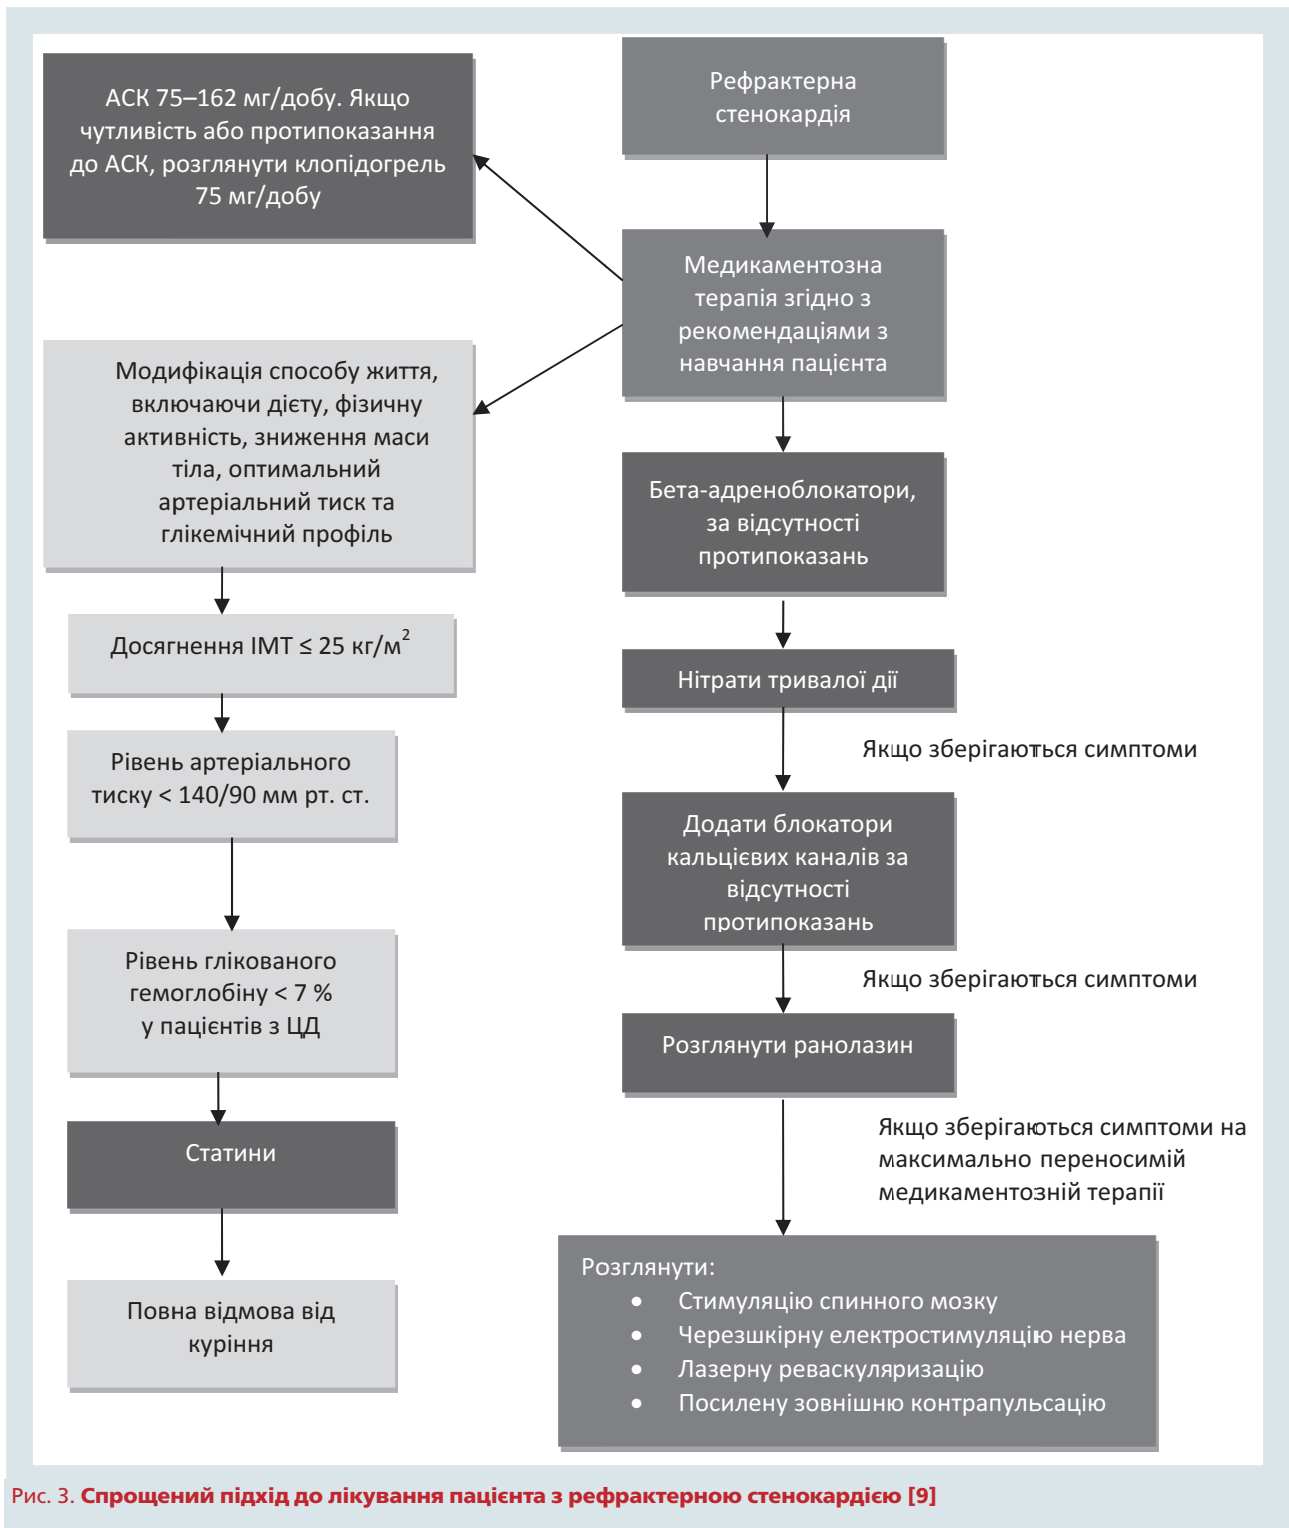 Рефрактерна
стенокардія
АСК 75–162 мг/добу. Якщо
чутливість або протипоказання
до АСК, розглянути клопідогрель
75 мг/добу
Медикаментозна
терапія згідно з
рекомендаціями з
навчання пацієнта
Модифікація способу життя,
включаючи дієту, фізичну
активність, зниження маси
тіла, оптимальний
артеріальний тиск та
глікемічний профіль
Досягнення ІМТ ≤ 25 кг/м²
Рівень артеріального
тиску < 140/90 мм рт. ст.
Рівень глікованого
гемоглобіну < 7 %
у пацієнтів з ЦД
Статини
Повна відмова від
куріння
Бета-адреноблокатори,
за відсутності
протипоказань
Нітрати тривалої дії
Якщо зберігаються симптоми
Додати блокатори
кальцієвих каналів за
відсутності
протипоказань
Якщо зберігаються симптоми
Розглянути ранолазин
Якщо зберігаються симптоми на
максимально переносимій
медикаментозній терапії
Розглянути:
• Стимуляцію спинного мозку
• Черезшкірну електростимуляцію нерва
• Лазерну реваскуляризацію
• Посилену зовнішню контрапульсацію
Рис. 3. Спрощений підхід до лікування пацієнта з рефрактерною стенокардією [9]